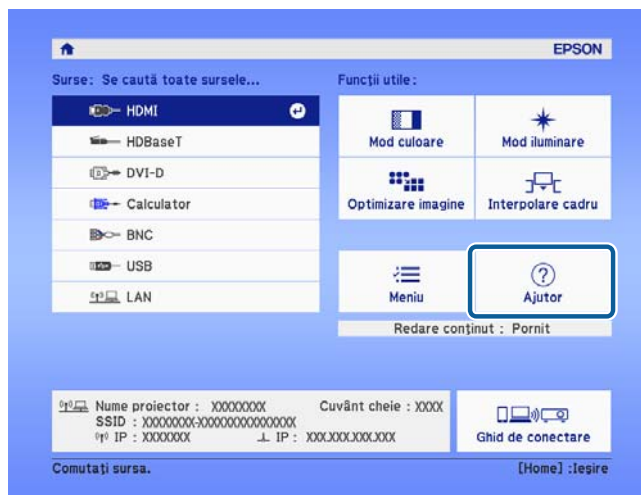 EPSON
Surse: Se caută toate sursele...
Funcții utile:
HDMI
HDBaseT
DVI-D
Calculator
BNC
USB
LAN
Mod culoare
Mod iluminare
Optimizare imagine
Interpolare cadru
Meniu
? Ajutor
Redare conținut : Pornit
Nume proiector : XXXXXXXX Cuvânt cheie : XXXX
SSID : XXXXXXXX-XXXXXXXXXXXXXXX
IP : XXXXXXX IP : XXX.XXX.XXX.XXX
Ghid de conectare
Comutați sursa.
[Home] :Ieșire